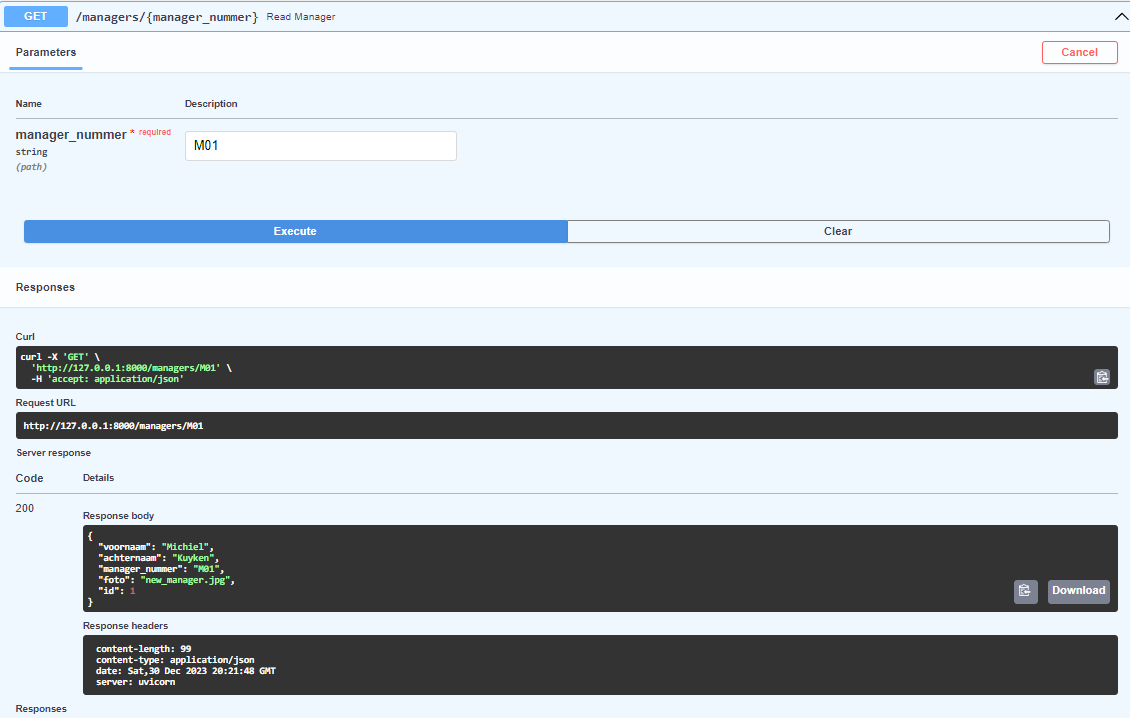 GET /managers/{manager_nummer} Read Manager
Parameters
Cancel
Name Description
manager_nummer * required
string
(path)
M01
Execute Clear
Responses
Curl
curl -X 'GET' \
'http://127.0.0.1:8000/managers/M01' \
-H 'accept: application/json'
Request URL
http://127.0.0.1:8000/managers/M01
Server response
Code Details
200
Response body
{
"voornaam": "Michiel",
"achternaam": "Kuyken",
"manager_nummer": "M01",
"foto": "new_manager.jpg",
"id": 1
}
Download
Response headers
content-length: 99
content-type: application/json
date: Sat,30 Dec 2023 20:21:48 GMT
server: uvicorn
Responses